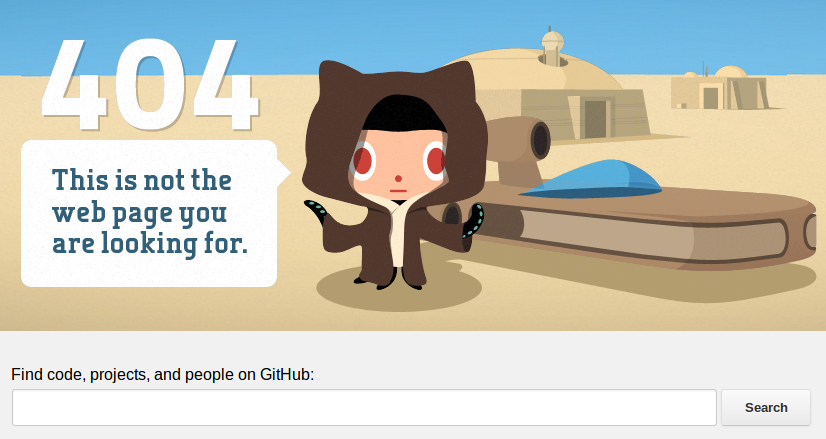 404
This is not the
web page you
are looking for.
Find code, projects, and people on GitHub:
Search